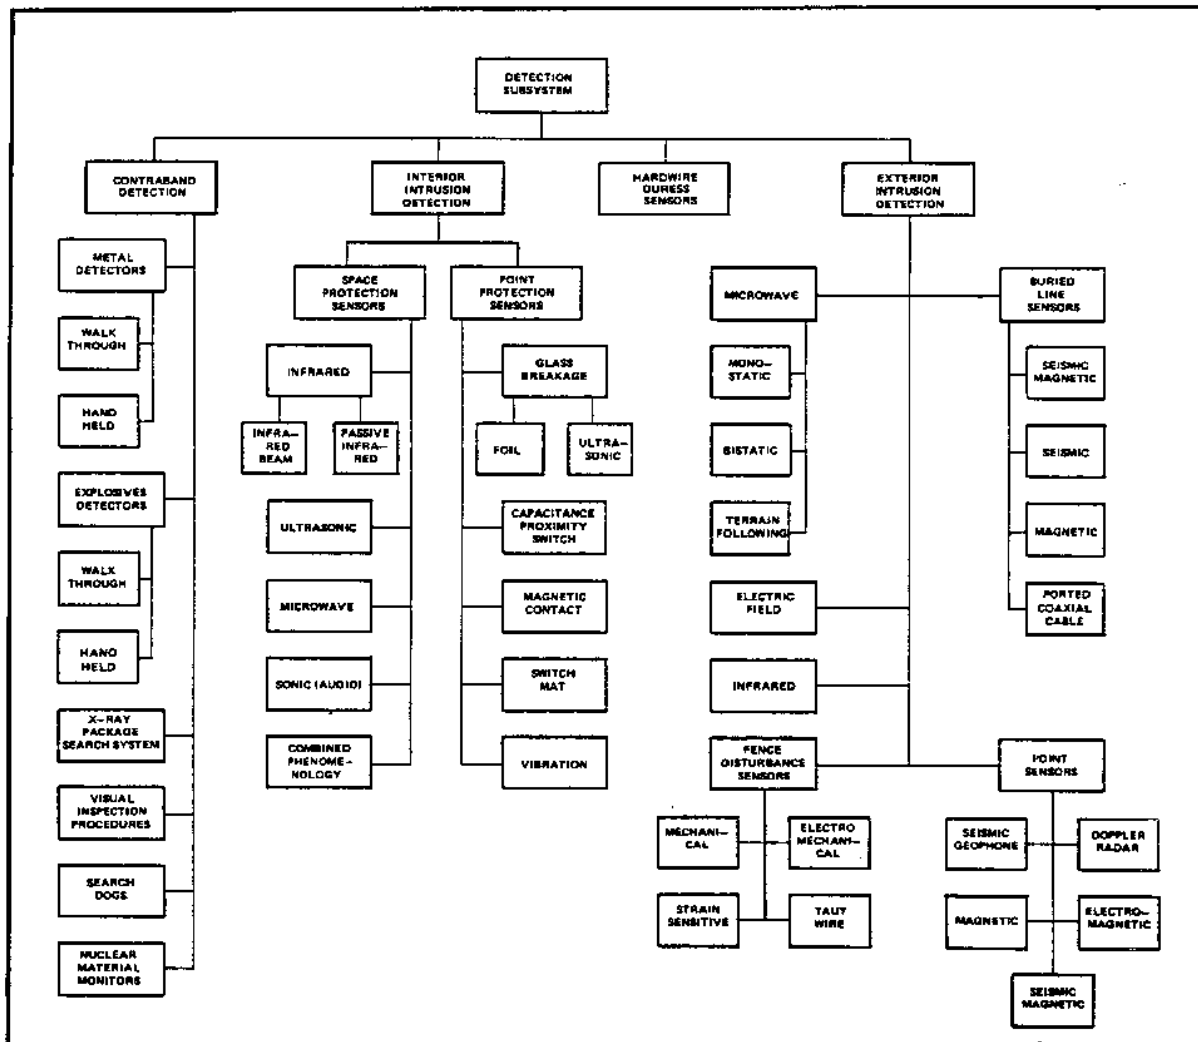 DETECTION
SUBSYSTEM
CONTRABAND
DETECTION
INTERIOR
INTRUSION
DETECTION
HARDWIRE
DURESS
SENSORS
EXTERIOR
INTRUSION
DETECTION
METAL
DETECTORS
WALK
THROUGH
HAND
HELD
EXPLOSIVES
DETECTORS
WALK
THROUGH
HAND
HELD
X-RAY
PACKAGE
SEARCH SYSTEM
VISUAL
INSPECTION
PROCEDURES
SEARCH
DOGS
NUCLEAR
MATERIAL
MONITORS
SPACE
PROTECTION
SENSORS
INFRARED
INFRA-
RED
BEAM
PASSIVE
INFRA-
RED
ULTRASONIC
MICROWAVE
SONIC (AUDIO)
COMBINED
PHENOME-
NOLOGY
POINT
PROTECTION
SENSORS
GLASS
BREAKAGE
FOIL
ULTRA-
SONIC
CAPACITANCE
PROXIMITY
SWITCH
MAGNETIC
CONTACT
SWITCH
MAT
VIBRATION
MICROWAVE
MONO-
STATIC
BISTATIC
TERRAIN
FOLLOWING
BURIED
LINE
SENSORS
SEISMIC
MAGNETIC
SEISMIC
MAGNETIC
PORTED
COAXIAL
CABLE
ELECTRIC
FIELD
INFRARED
FENCE
DISTURBANCE
SENSORS
MECHANI-
CAL
ELECTRO
MECHANI-
CAL
STRAIN
SENSITIVE
TAUT
WIRE
POINT
SENSORS
SEISMIC
GEOPHONE
DOPPLER
RADAR
MAGNETIC
ELECTRO-
MAGNETIC
SEISMIC
MAGNETIC